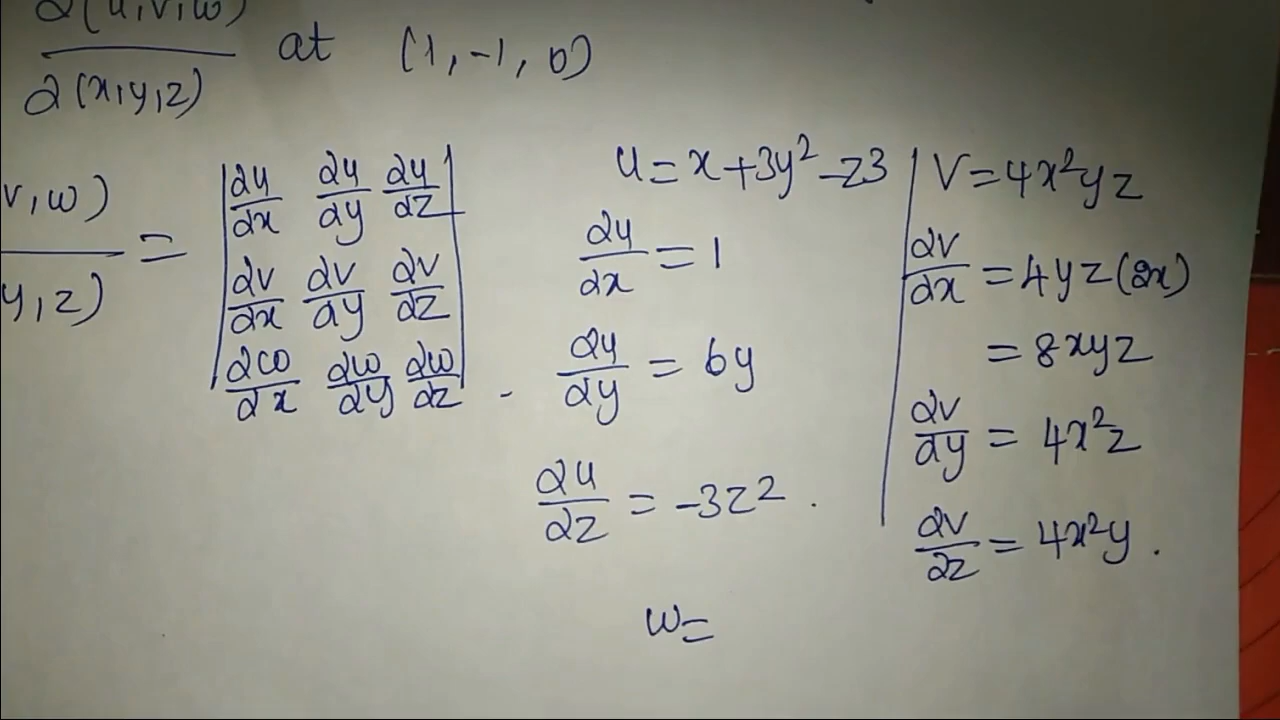 ∂(u,v,w)
∂(x,y,z) at (1,-1,0)
v,w)
y,z) =
∂u/∂x ∂u/∂y ∂u/∂z
∂v/∂x ∂v/∂y ∂v/∂z
∂w/∂x ∂w/∂y ∂w/∂z
u = x+3y² -z3
∂u/∂x = 1
∂u/∂y = 6y
∂u/∂z = -3z² .
w=
V=4x²yz
∂v/∂x = 4yz(2x)
= 8xyz
∂v/∂y = 4x²z
∂v/∂z = 4x²y .